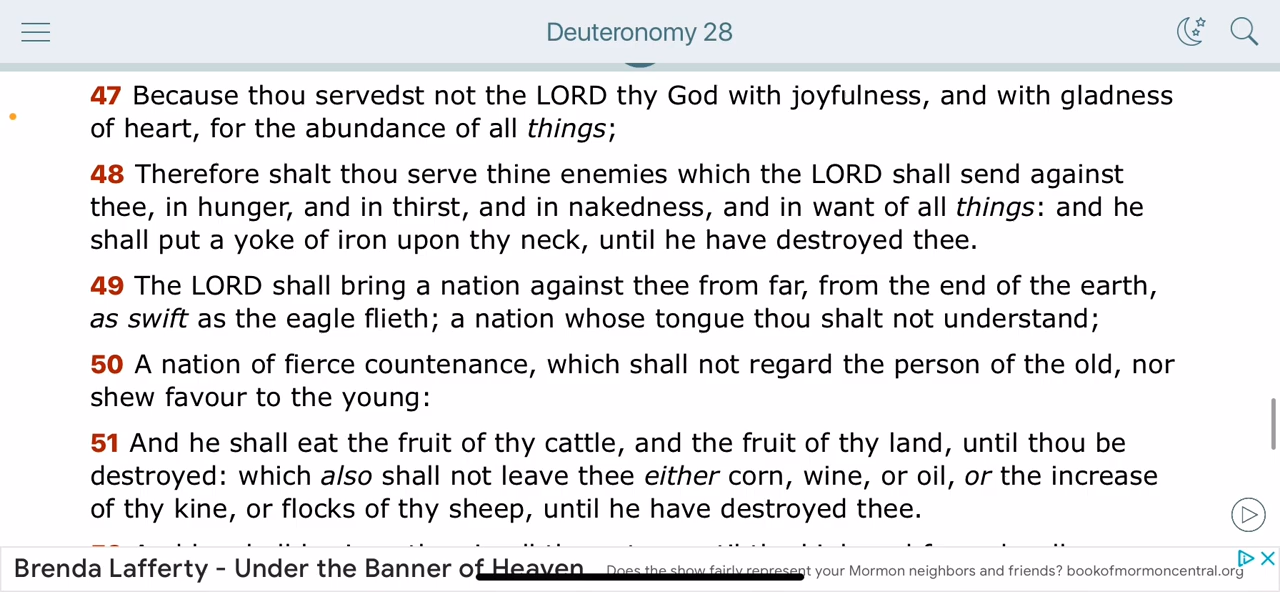 Deuteronomy 28
47 Because thou servedst not the LORD thy God with joyfulness, and with gladness
of heart, for the abundance of all things;
48 Therefore shalt thou serve thine enemies which the LORD shall send against
thee, in hunger, and in thirst, and in nakedness, and in want of all things: and he
shall put a yoke of iron upon thy neck, until he have destroyed thee.
49 The LORD shall bring a nation against thee from far, from the end of the earth,
as swift as the eagle flieth; a nation whose tongue thou shalt not understand;
50 A nation of fierce countenance, which shall not regard the person of the old, nor
shew favour to the young:
51 And he shall eat the fruit of thy cattle, and the fruit of thy land, until thou be
destroyed: which also shall not leave thee either corn, wine, or oil, or the increase
of thy kine, or flocks of thy sheep, until he have destroyed thee.
Brenda Lafferty - Under the Banner of Heaven Does the show fairly represent your Mormon neighbors and friends? bookofmormoncentral.org